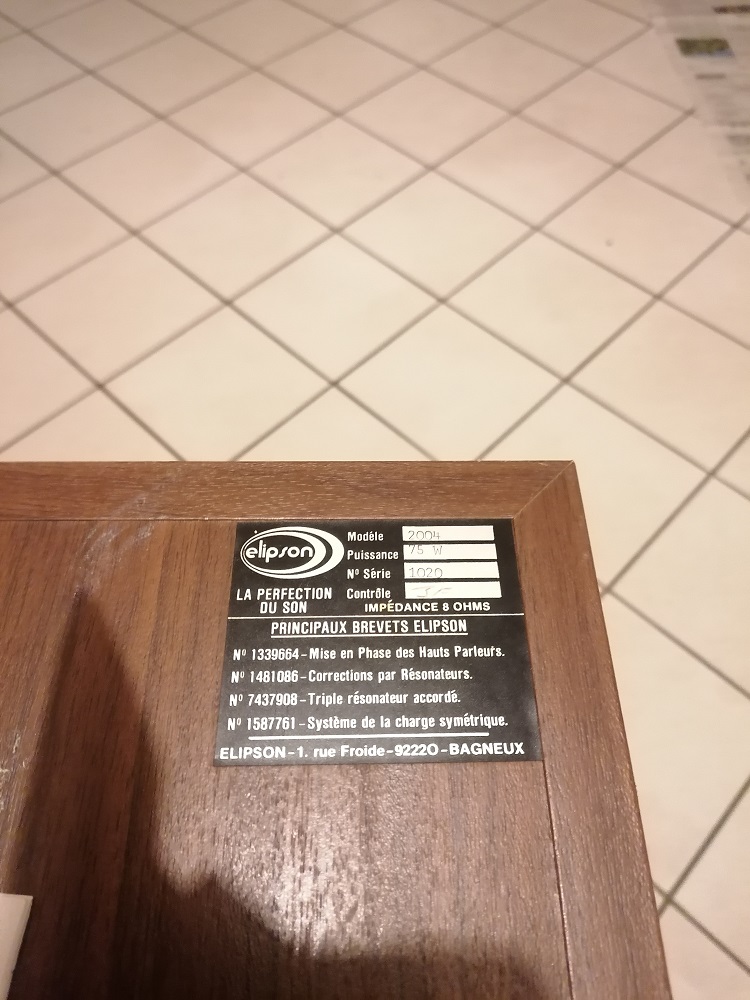 elipson
LA PERFECTION
DU SON
Modèle 2004
Puissance 75 W
Nº Série 1020
Contrôle
IMPÉDANCE 8 OHMS
PRINCIPAUX BREVETS ELIPSON
Nº 1339664-Mise en Phase des Hauts Parleurs.
Nº 1481086-Corrections par Résonateurs.
Nº 7437908-Triple résonateur accordé.
Nº 1587761-Système de la charge symétrique.
ELIPSON-1. rue Froide-92220-BAGNEUX